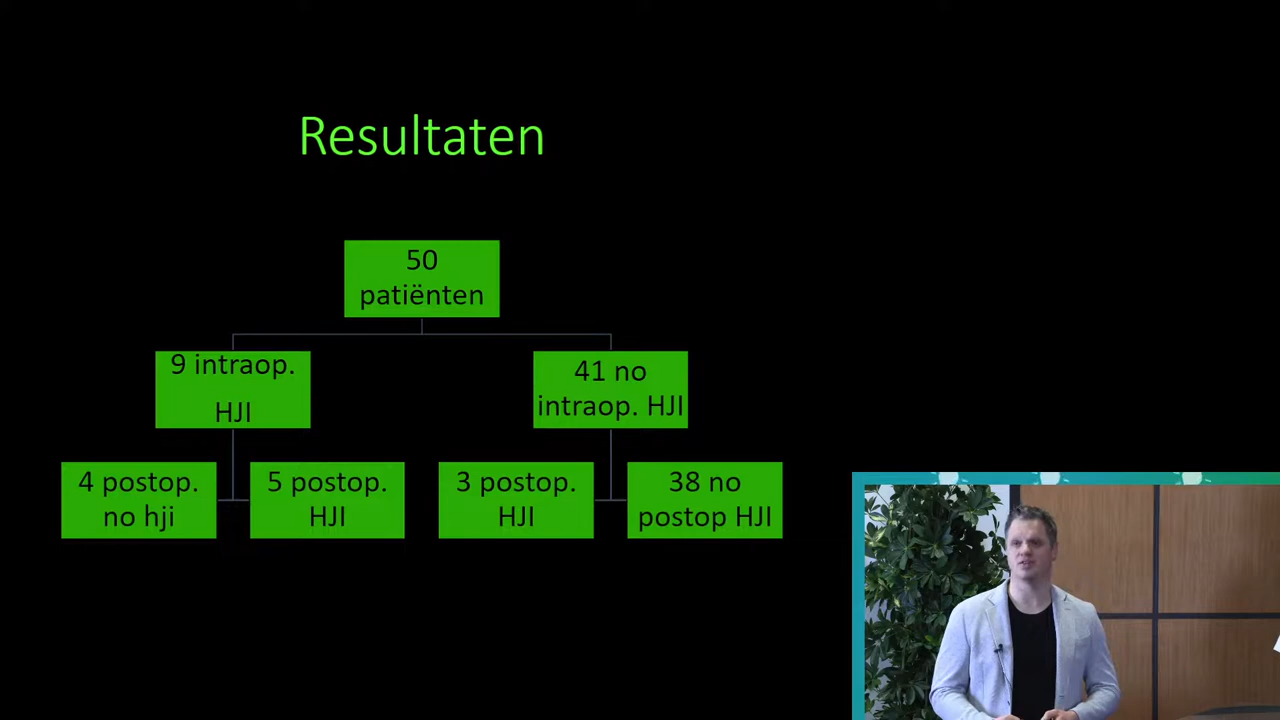 Resultaten
50
patiënten
9 intraop.
HJI
41 no
intraop. HJI
4 postop.
no hji
5 postop.
HJI
3 postop.
HJI
38 no
postop HJI